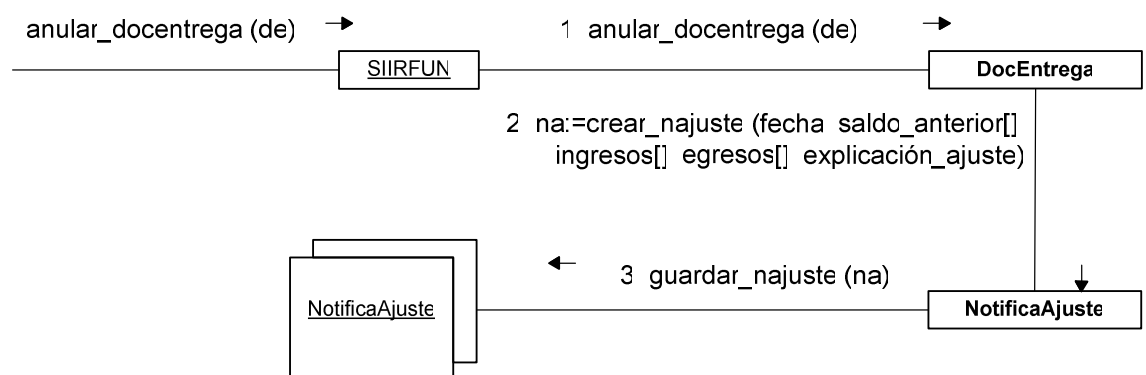 anular_docentrega (de)
1 anular_docentrega (de)
SIIRFUN
DocEntrega
2 na:=crear_najuste (fecha saldo_anterior[]
ingresos[] egresos[] explicación_ajuste)
3 guardar_najuste (na)
NotificaAjuste
NotificaAjuste